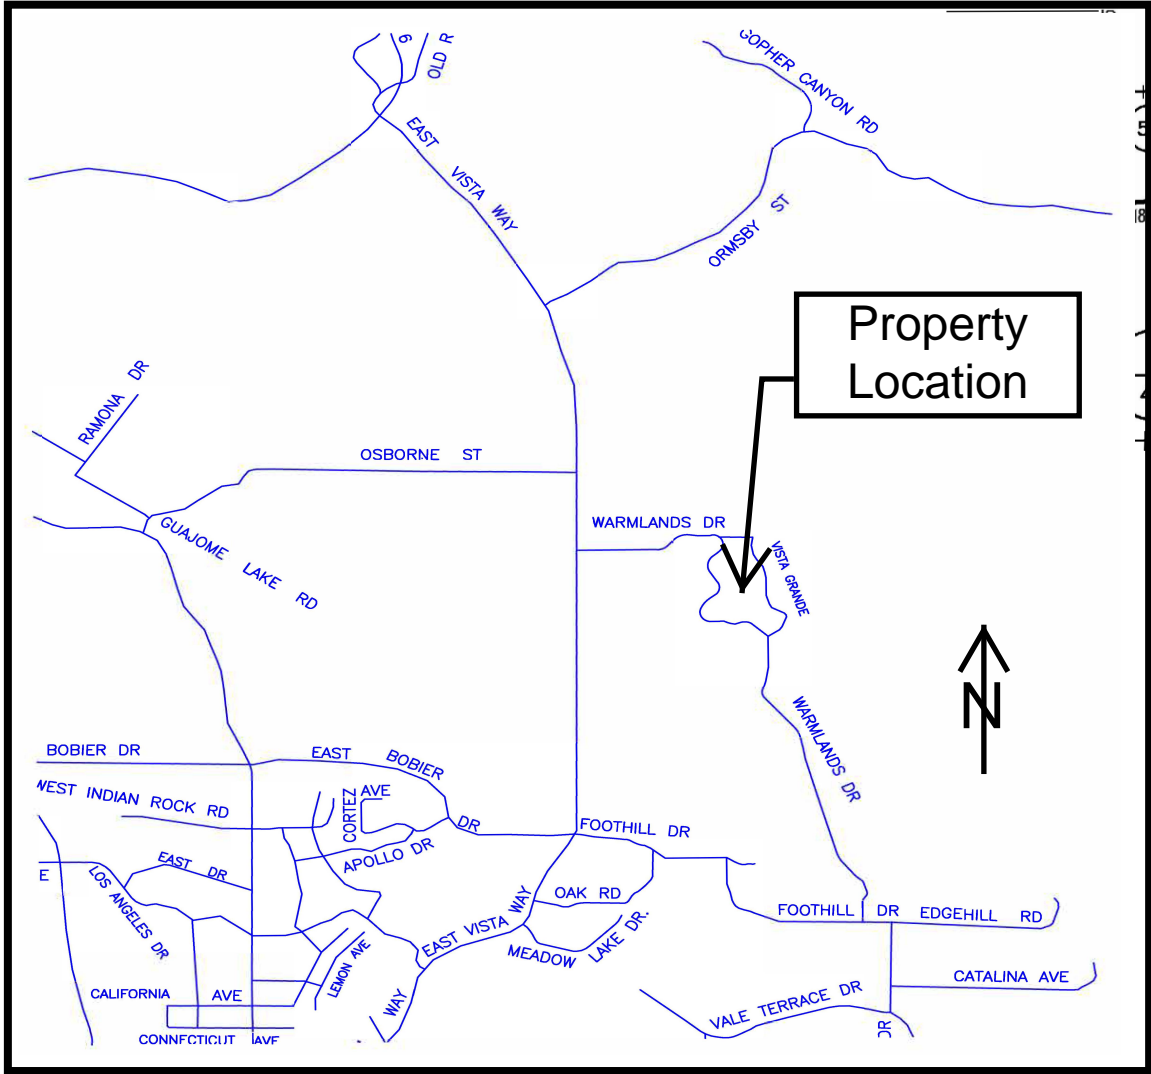 6
OLD R
GOPHER CANYON RD
EAST VISTA WAY
ORMSBY ST
Property
Location
RAMONA DR
OSBORNE ST
WARMLANDS DR
GUAJOME LAKE RD
VISTA GRANDE
N
WARMLANDS DR
BOBIER DR
EAST BOBIER DR
WEST INDIAN ROCK RD
CORTEZ AVE
FOOTHILL DR
APOLLO DR
E
EAST DR
LOS ANGELES DR
OAK RD
EAST VISTA WAY
FOOTHILL DR
EDGEHILL RD
MEADOW LAKE DR.
LEMON AVE
CATALINA AVE
CALIFORNIA AVE
WAY
VALE TERRACE DR
DR
CONNECTICUT AVE